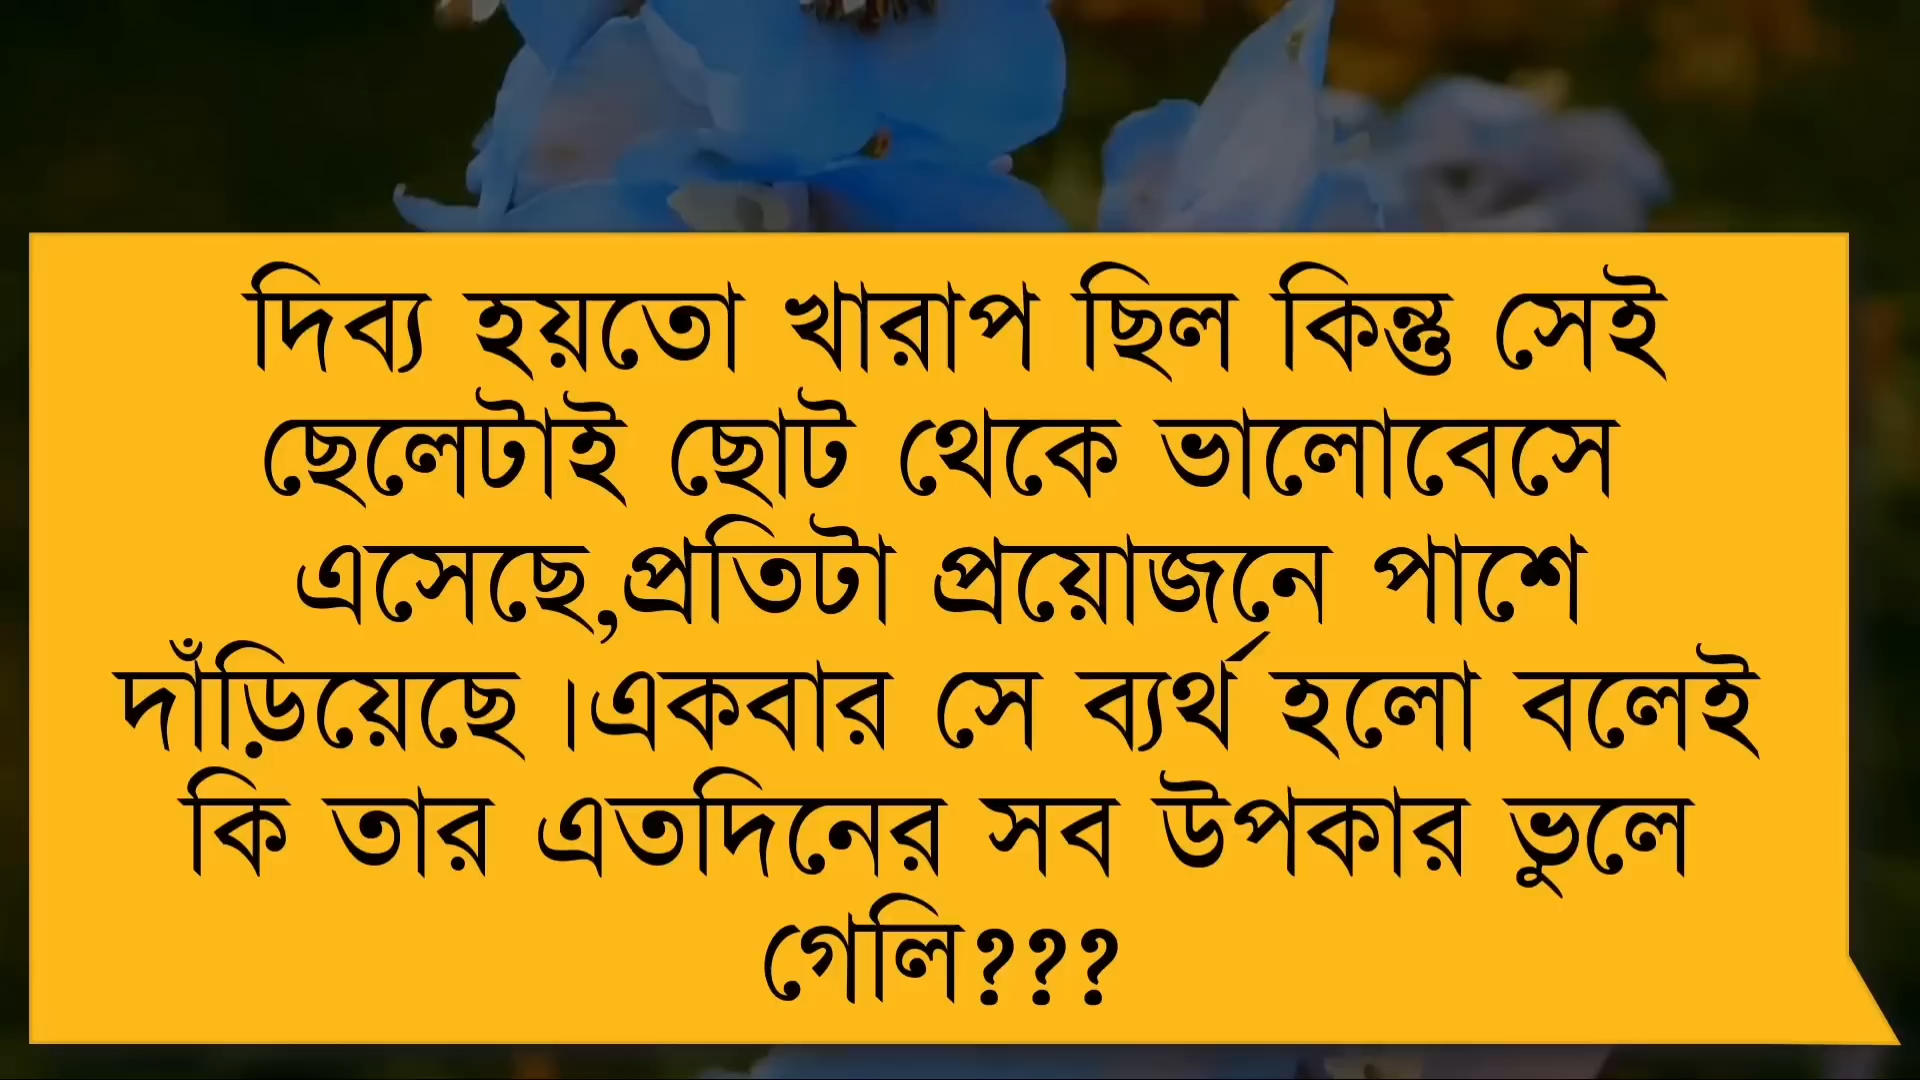 দিব্য হয়তো খারাপ ছিল কিন্তু সেই
ছেলেটাই ছোট থেকে ভালোবেসে
এসেছে,প্রতিটা প্রয়োজনে পাশে
দাঁড়িয়েছে।একবার সে ব্যর্থ হলো বলেই
কি তার এতদিনের সব উপকার ভুলে
গেলি???